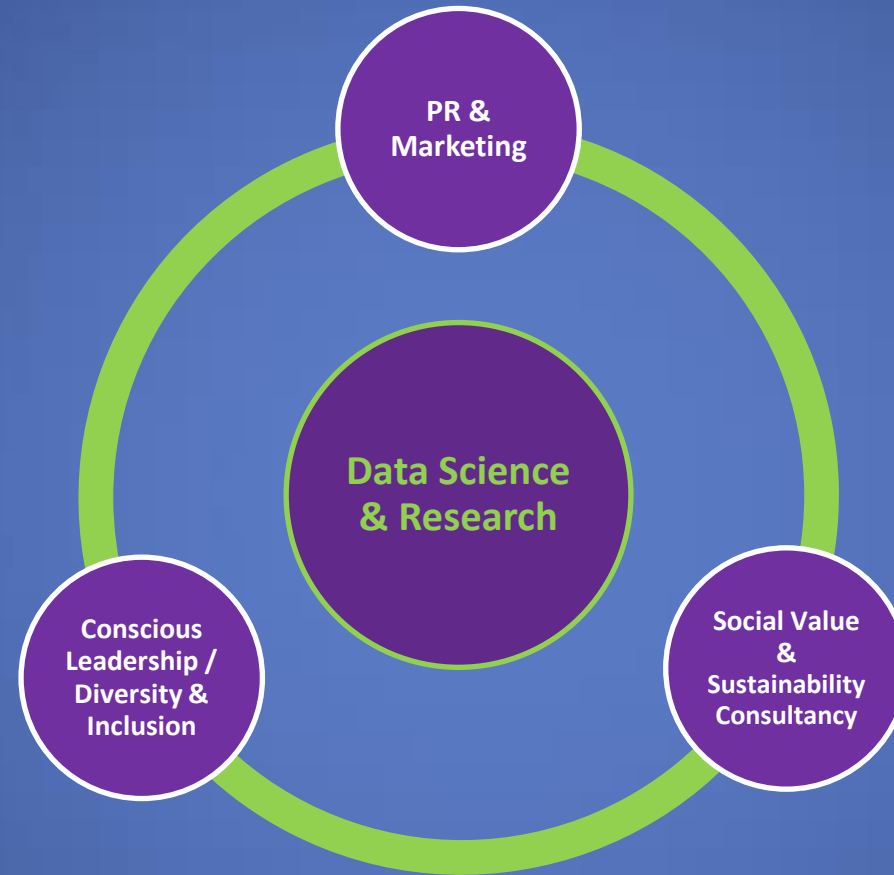 PR &
Marketing
Data Science
& Research
Conscious
Leadership /
Diversity &
Inclusion
Social Value
&
Sustainability
Consultancy